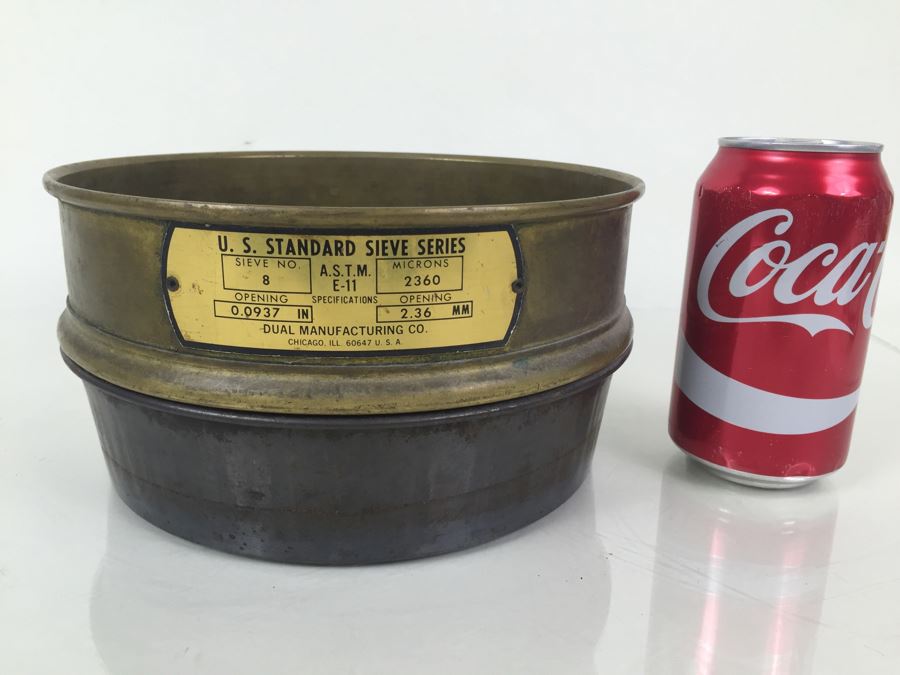 U. S. STANDARD SIEVE SERIES
SIEVE NO. A.S.T.M. MICRONS
8 E-11 2360
OPENING SPECIFICATIONS OPENING
0.0937 IN 2.36 MM
DUAL MANUFACTURING CO.
CHICAGO, ILL 60647 U. S. A.
Coca